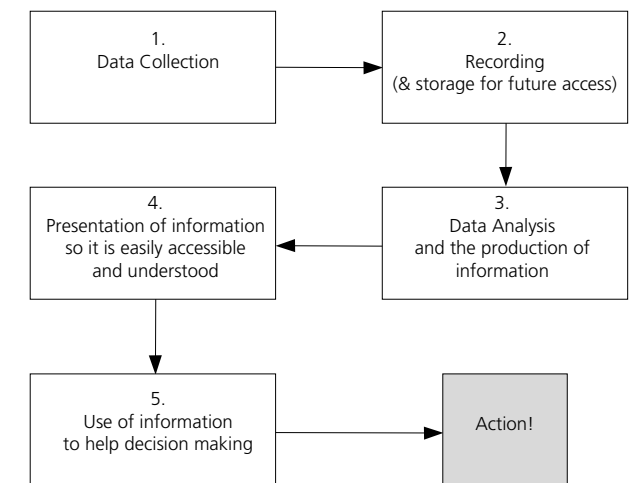 1.
Data Collection
2.
Recording
(& storage for future access)
3.
Data Analysis
and the production of
information
4.
Presentation of information
so it is easily accessible
and understood
5.
Use of information
to help decision making
Action!